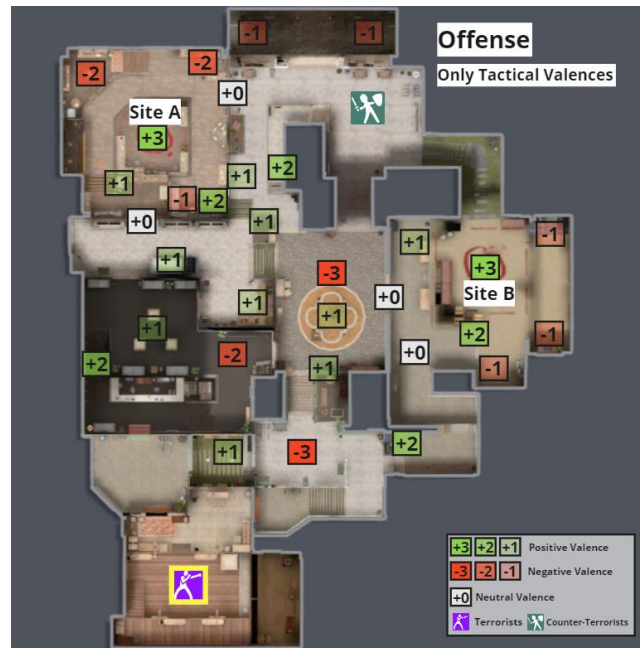 Offense
Only Tactical Valences
-1 -1
-2 -2
+0
Site A
+3
+2
+1 +1
-1 +2
+0 +1
+1 -1
+1
+3
Site B
-3
+1 +0
+1
+1 +2
-2 +0
+2 +1 -1
-1
+1 -3 +2
+3 +2 +1 Positive Valence
-3 -2 -1 Negative Valence
+0 Neutral Valence
Terrorists Counter-Terrorists